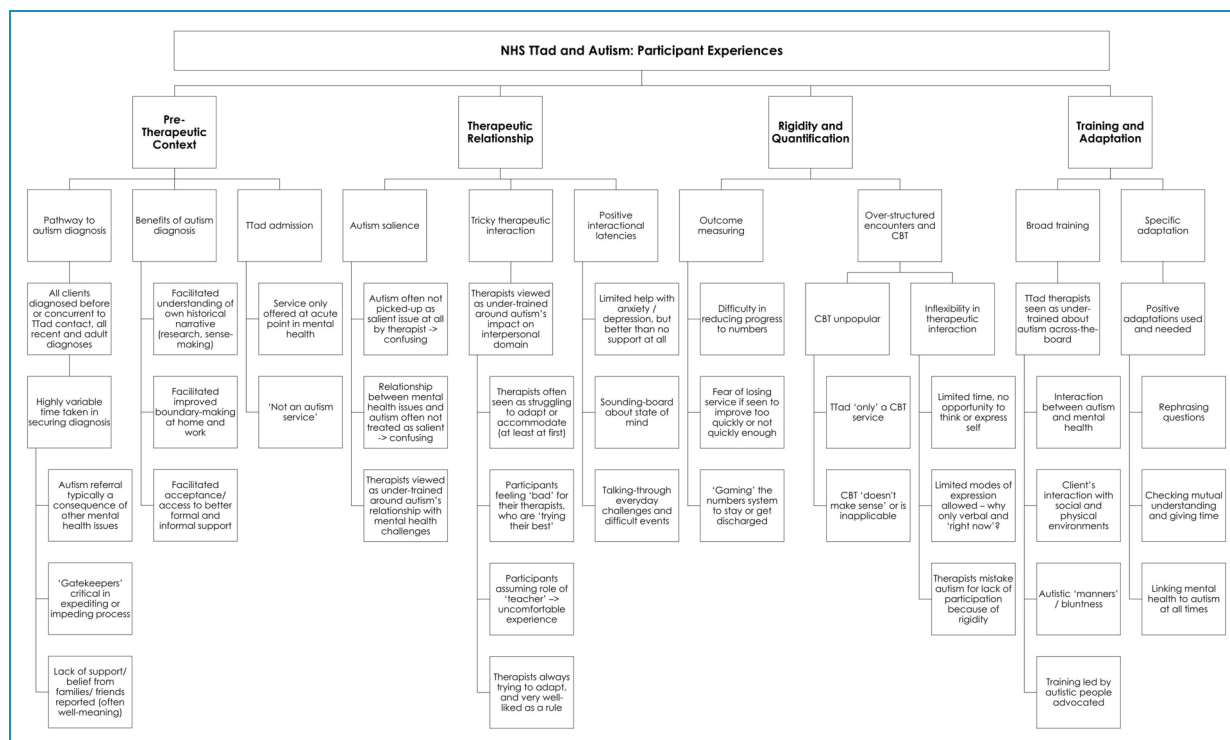 NHS TTad and Autism: Participant Experiences
Pre-
Therapeutic
Context
Therapeutic
Relationship
Rigidity and
Quantification
Training and
Adaptation
Pathway to
autism diagnosis
Benefits of autism
diagnosis
TTad admission
Autism salience
Tricky therapeutic
interaction
Positive
interactional
latencies
Outcome
measuring
Over-structured
encounters and
CBT
Broad training
Specific
adaptation
All clients
diagnosed before
or concurrent to
TTad contact, all
recent and adult
diagnoses
Facilitated
understanding of
own historical
narrative
(research, sense-
making)
Service only
offered at acute
point in mental
health
Autism often not
picked-up as
salient issue at all
by therapist ->
confusing
Therapists viewed
as under-trained
around autism's
impact on
interpersonal
domain
Limited help with
anxiety /
depression, but
better than no
support at all
Difficulty in
reducing progress
to numbers
CBT unpopular
Inflexibility in
therapeutic
interaction
TTad therapists
seen as under-
trained about
autism across-the-
board
Positive
adaptations used
and needed
Highly variable
time taken in
securing diagnosis
Facilitated
improved
boundary-making
at home and
work
'Not an autism
service'
Relationship
between mental
health issues and
autism often not
treated as salient
-> confusing
Therapists often
seen as struggling
to adapt or
accommodate
(at least at first)
Sounding-board
about state of
mind
Fear of losing
service if seen to
improve too
quickly or not
quickly enough
TTad 'only' a CBT
service
Limited time, no
opportunity to
think or express
self
Interaction
between autism
and mental
health
Rephrasing
questions
Autism referral
typically a
consequence of
other mental
health issues
Facilitated
acceptance/
access to better
formal and
informal support
Therapists viewed
as under-trained
around autism's
relationship with
mental health
challenges
Participants
feeling 'bad' for
their therapists,
who are 'trying
their best'
Talking-through
everyday
challenges and
difficult events
'Gaming' the
numbers system
to stay or get
discharged
CBT 'doesn't
make sense' or is
inapplicable
Limited modes of
expression
allowed – why
only verbal and
'right now'?
Client's
interaction with
social and
physical
environments
Checking mutual
understanding
and giving time
'Gatekeepers'
critical in
expediting or
impeding process
Participants
assuming role of
'teacher' –>
uncomfortable
experience
Therapists mistake
autism for lack of
participation
because of
rigidity
Autistic 'manners'
/ bluntness
Linking mental
health to autism
at all times
Lack of support/
belief from
families/ friends
reported (often
well-meaning)
Therapists always
trying to adapt,
and very well-
liked as a rule
Training led by
autistic people
advocated